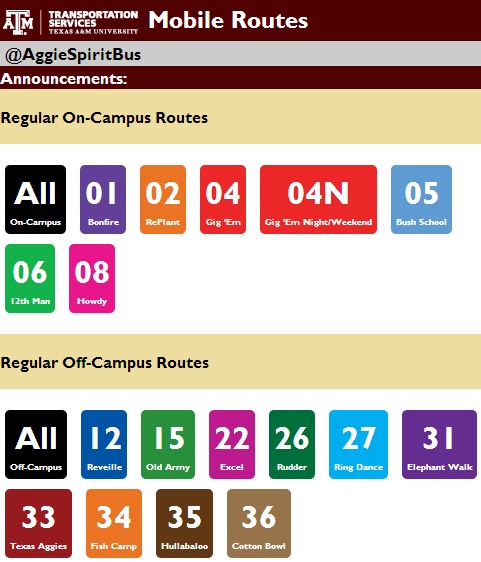 ATM TRANSPORTATION
SERVICES
TEXAS A&M UNIVERSITY
Mobile Routes
@AggieSpiritBus
Announcements:
Regular On-Campus Routes
All 01 02 04 04N 05
On-Campus Bonfire RePlant Gig 'Em Gig 'Em Night/Weekend Bush School
06 08
12th Man Howdy
Regular Off-Campus Routes
All 12 15 22 26 27 31
Off-Campus Reveille Old Army Excel Rudder Ring Dance Elephant Walk
33 34 35 36
Texas Aggies Fish Camp Hullabaloo Cotton Bowl